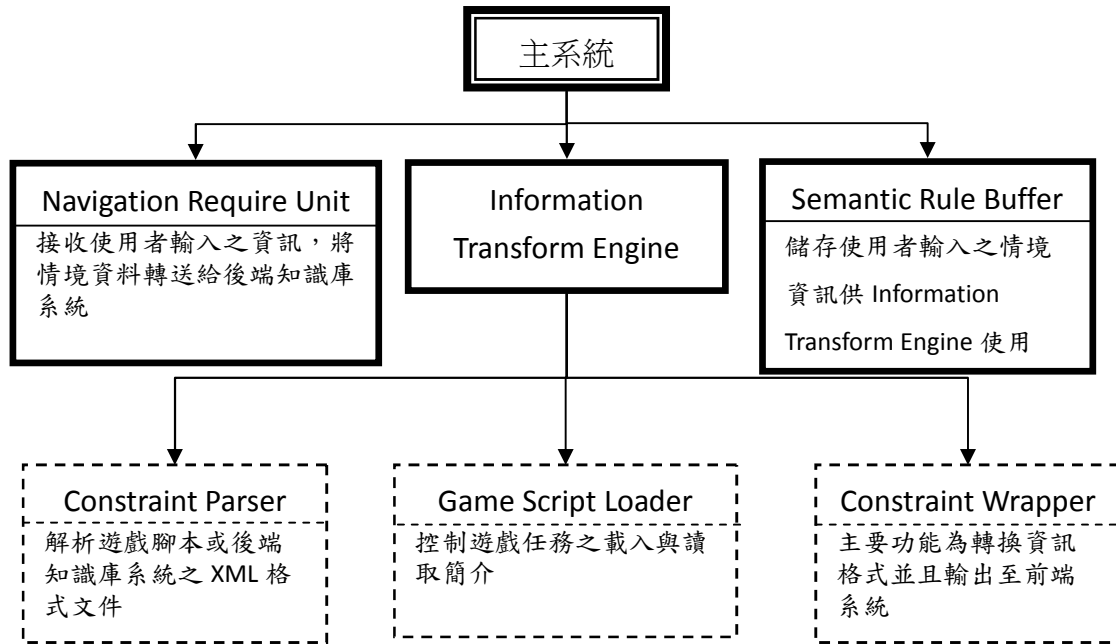 主系統
Navigation Require Unit
接收使用者輸入之資訊，將
情境資料轉送給後端知識庫
系統
Information
Transform Engine
Semantic Rule Buffer
儲存使用者輸入之情境
資訊供 Information
Transform Engine 使用
Constraint Parser
解析遊戲腳本或後端
知識庫系統之 XML 格
式文件
Game Script Loader
控制遊戲任務之載入與讀
取簡介
Constraint Wrapper
主要功能為轉換資訊
格式並且輸出至前端
系統